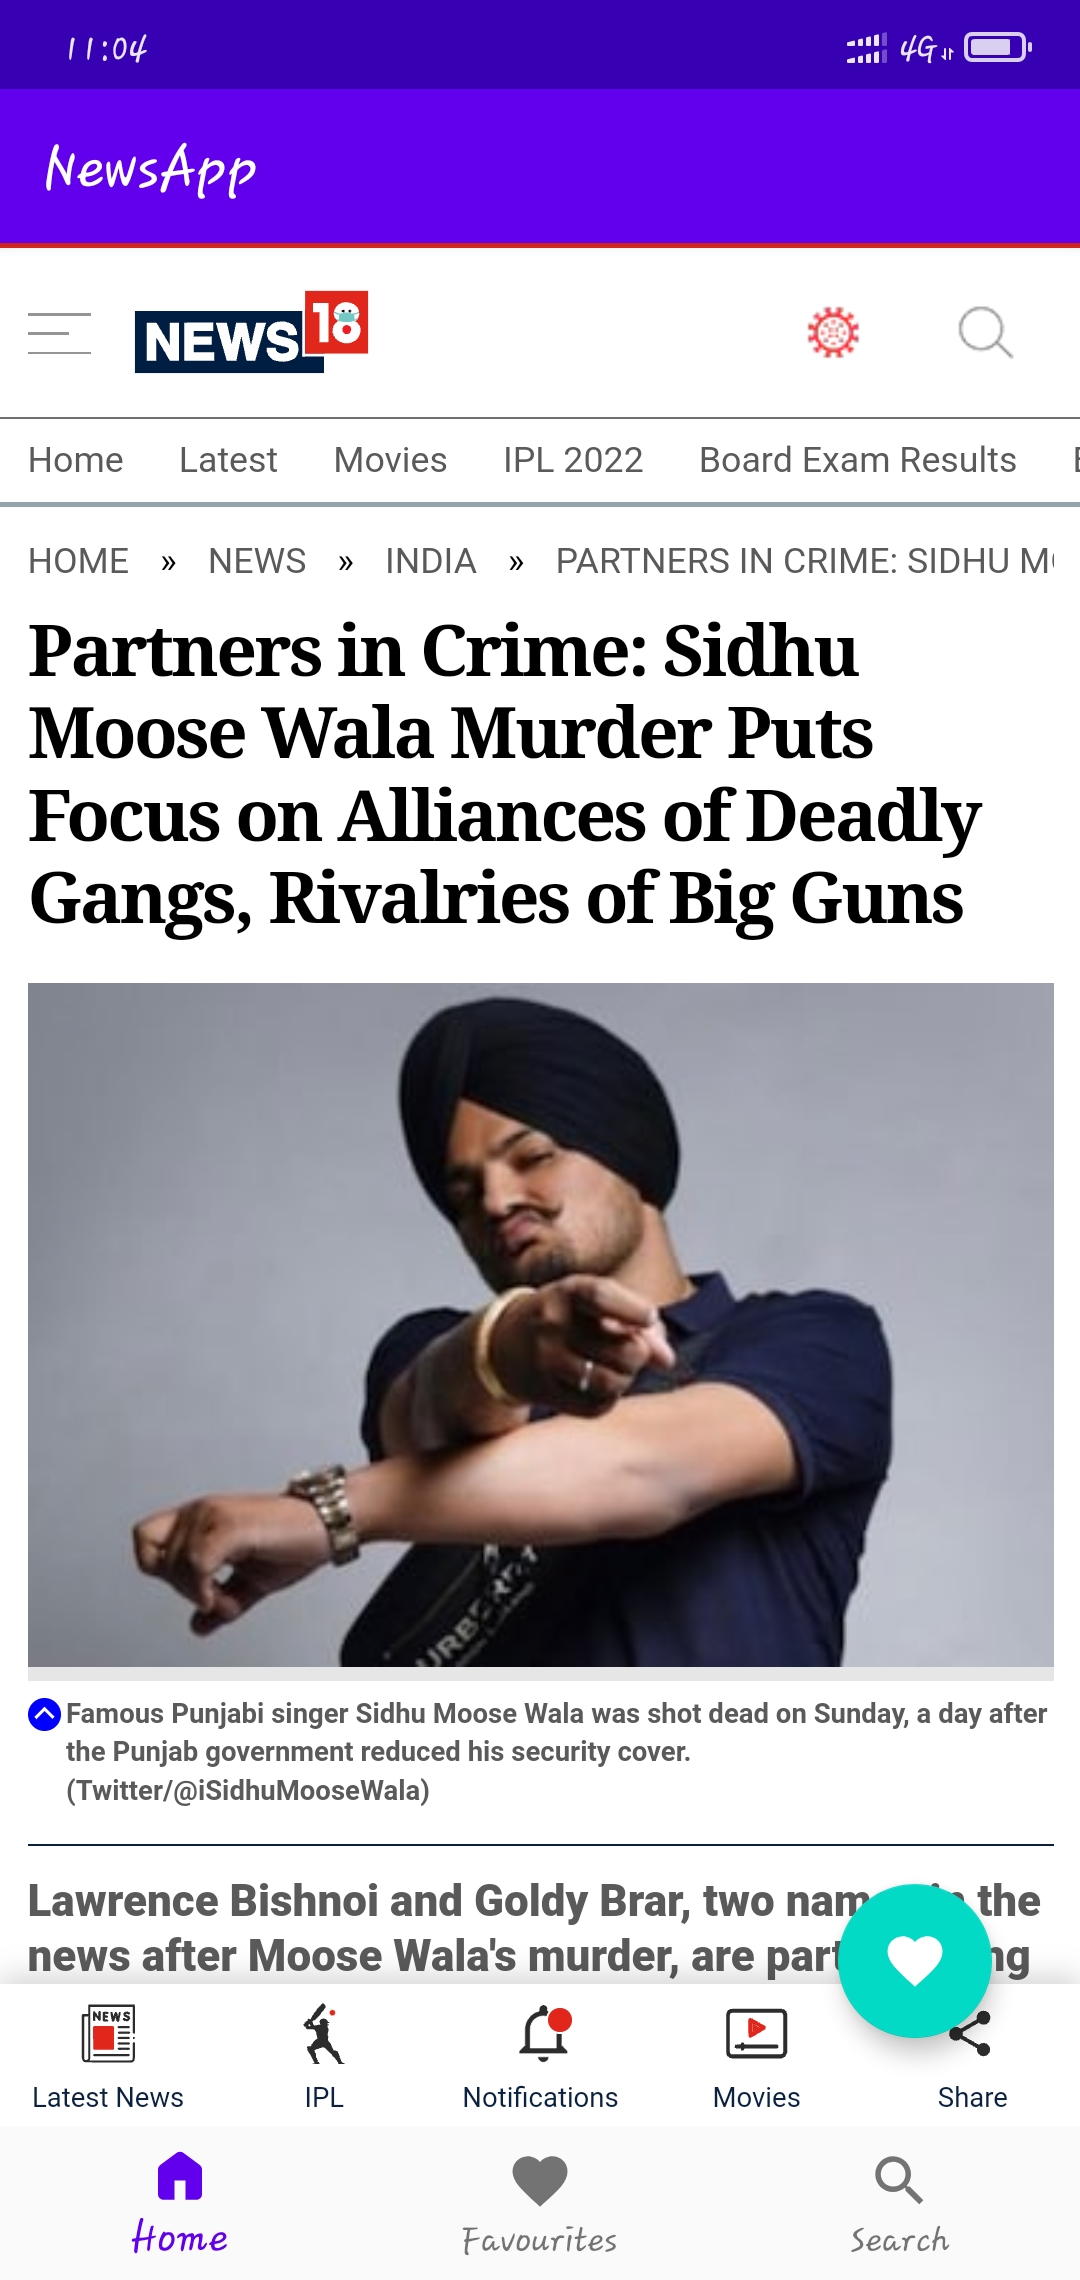 11:04
4G
NewsApp
NEWS 18
Home Latest Movies IPL 2022 Board Exam Results
HOME » NEWS » INDIA » PARTNERS IN CRIME: SIDHU
Partners in Crime: Sidhu
Moose Wala Murder Puts
Focus on Alliances of Deadly
Gangs, Rivalries of Big Guns
Famous Punjabi singer Sidhu Moose Wala was shot dead on Sunday, a day after
the Punjab government reduced his security cover.
(Twitter/@iSidhuMooseWala)
Lawrence Bishnoi and Goldy Brar, two the
news after Moose Wala's murder, are
NEWS
Latest News IPL Notifications Movies Share
Home Favourites Search